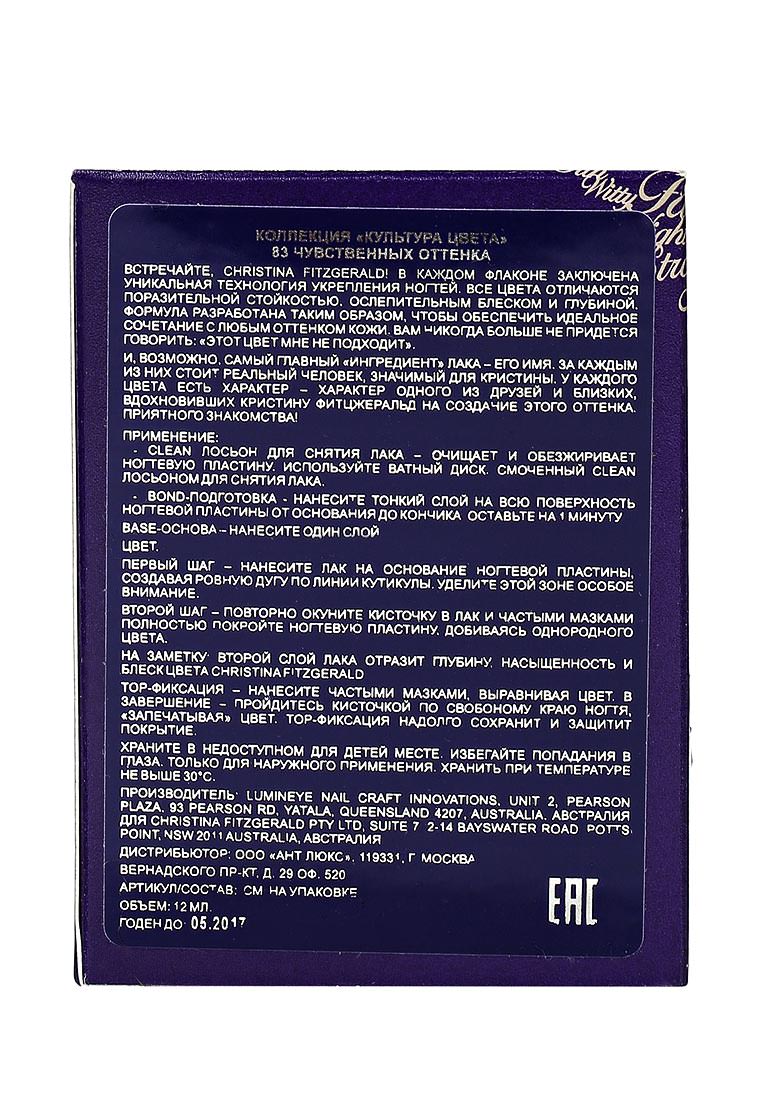 Witty
КОЛЛЕКЦИЯ «КУЛЬТУРА ЦВЕТА»
83 ЧУВСТВЕННЫХ ОТТЕНКА
ВСТРЕЧАЙТЕ, CHRISTINA FITZGERALD! В КАЖДОМ ФЛАКОНЕ ЗАКЛЮЧЕНА
УНИКАЛЬНАЯ ТЕХНОЛОГИЯ УКРЕПЛЕНИЯ НОГТЕЙ. ВСЕ ЦВЕТА ОТЛИЧАЮТСЯ
ПОРАЗИТЕЛЬНОЙ СТОЙКОСТЬЮ, ОСЛЕПИТЕЛЬНЫМ БЛЕСКОМ И ГЛУБИНОЙ.
ФОРМУЛА РАЗРАБОТАНА ТАКИМ ОБРАЗОМ, ЧТОБЫ ОБЕСПЕЧИТЬ ИДЕАЛЬНОЕ
СОЧЕТАНИЕ С ЛЮБЫМ ОТТЕНКОМ КОЖИ. ВАМ НИКОГДА БОЛЬШЕ НЕ ПРИДЕТСЯ
ГОВОРИТЬ: «ЭТОТ ЦВЕТ МНЕ НЕ ПОДХОДИТ».
И, ВОЗМОЖНО, САМЫЙ ГЛАВНЫЙ «ИНГРЕДИЕНТ» ЛАКА – ЕГО ИМЯ. ЗА КАЖДЫМ
ИЗ НИХ СТОИТ РЕАЛЬНЫЙ ЧЕЛОВЕК, ЗНАЧИМЫЙ ДЛЯ КРИСТИНЫ. У КАЖДОГО
ЦВЕТА ЕСТЬ ХАРАКТЕР – ХАРАКТЕР ОДНОГО ИЗ ДРУЗЕЙ И БЛИЗКИХ,
ВДОХНОВИВШИХ КРИСТИНУ ФИТЦЖЕРАЛЬД НА СОЗДАНИЕ ЭТОГО ОТТЕНКА.
ПРИЯТНОГО ЗНАКОМСТВА!
ПРИМЕНЕНИЕ:
- CLEAN ЛОСЬОН ДЛЯ СНЯТИЯ ЛАКА – ОЧИЩАЕТ И ОБЕЗЖИРИВАЕТ
НОГТЕВУЮ ПЛАСТИНУ. ИСПОЛЬЗУЙТЕ ВАТНЫЙ ДИСК. СМОЧЕННЫЙ CLEAN
ЛОСЬОНОМ ДЛЯ СНЯТИЯ ЛАКА.
- BOND-ПОДГОТОВКА - НАНЕСИТЕ ТОНКИЙ СЛОЙ НА ВСЮ ПОВЕРХНОСТЬ
НОГТЕВОЙ ПЛАСТИНЫ ОТ ОСНОВАНИЯ ДО КОНЧИКА. ОСТАВЬТЕ НА 1 МИНУТУ
BASE-ОСНОВА – НАНЕСИТЕ ОДИН СЛОЙ
ЦВЕТ.
ПЕРВЫЙ ШАГ – НАНЕСИТЕ ЛАК НА ОСНОВАНИЕ НОГТЕВОЙ ПЛАСТИНЫ,
СОЗДАВАЯ РОВНУЮ ДУГУ ПО ЛИНИИ КУТИКУЛЫ. УДЕЛИТЕ ЭТОЙ ЗОНЕ ОСОБОЕ
ВНИМАНИЕ.
ВТОРОЙ ШАГ – ПОВТОРНО ОКУНИТЕ КИСТОЧКУ В ЛАК И ЧАСТЫМИ МАЗКАМИ
ПОЛНОСТЬЮ ПОКРОЙТЕ НОГТЕВУЮ ПЛАСТИНУ, ДОБИВАЯСЬ ОДНОРОДНОГО
ЦВЕТА.
НА ЗАМЕТКУ: ВТОРОЙ СЛОЙ ЛАКА ОТРАЗИТ ГЛУБИНУ, НАСЫЩЕННОСТЬ И
БЛЕСК ЦВЕТА CHRISTINA FITZGERALD
TOP-ФИКСАЦИЯ – НАНЕСИТЕ ЧАСТЫМИ МАЗКАМИ, ВЫРАВНИВАЯ ЦВЕТ. В
ЗАВЕРШЕНИЕ – ПРОЙДИТЕСЬ КИСТОЧКОЙ ПО СВОБОНОМУ КРАЮ НОГТЯ,
«ЗАПЕЧАТЫВАЯ» ЦВЕТ. TOP-ФИКСАЦИЯ НАДОЛГО СОХРАНИТ И ЗАЩИТИТ
ПОКРЫТИЕ.
ХРАНИТЕ В НЕДОСТУПНОМ ДЛЯ ДЕТЕЙ МЕСТЕ. ИЗБЕГАЙТЕ ПОПАДАНИЯ В
ГЛАЗА. ТОЛЬКО ДЛЯ НАРУЖНОГО ПРИМЕНЕНИЯ. ХРАНИТЬ ПРИ ТЕМПЕРАТУРЕ
НЕ ВЫШЕ 30°С.
ПРОИЗВОДИТЕЛЬ: LUMINEYE NAIL CRAFT INNOVATIONS, UNIT 2, PEARSON
PLAZA. 93 PEARSON RD, YATALA, QUEENSLAND 4207, AUSTRALIA. АВСТРАЛИЯ
ДЛЯ CHRISTINA FITZGERALD PTY LTD, SUITE 7 2-14 BAYSWATER ROAD POTTS
POINT, NSW 2011 AUSTRALIA, АВСТРАЛИЯ
ДИСТРИБЬЮТОР: ООО «АНТ ЛЮКС», 119331, Г. МОСКВА
ВЕРНАДСКОГО ПР-КТ, Д. 29 ОФ. 520
АРТИКУЛ/СОСТАВ: СМ. НА УПАКОВКЕ
ОБЪЕМ: 12 МЛ.
ГОДЕН ДО 05.2017
EAC